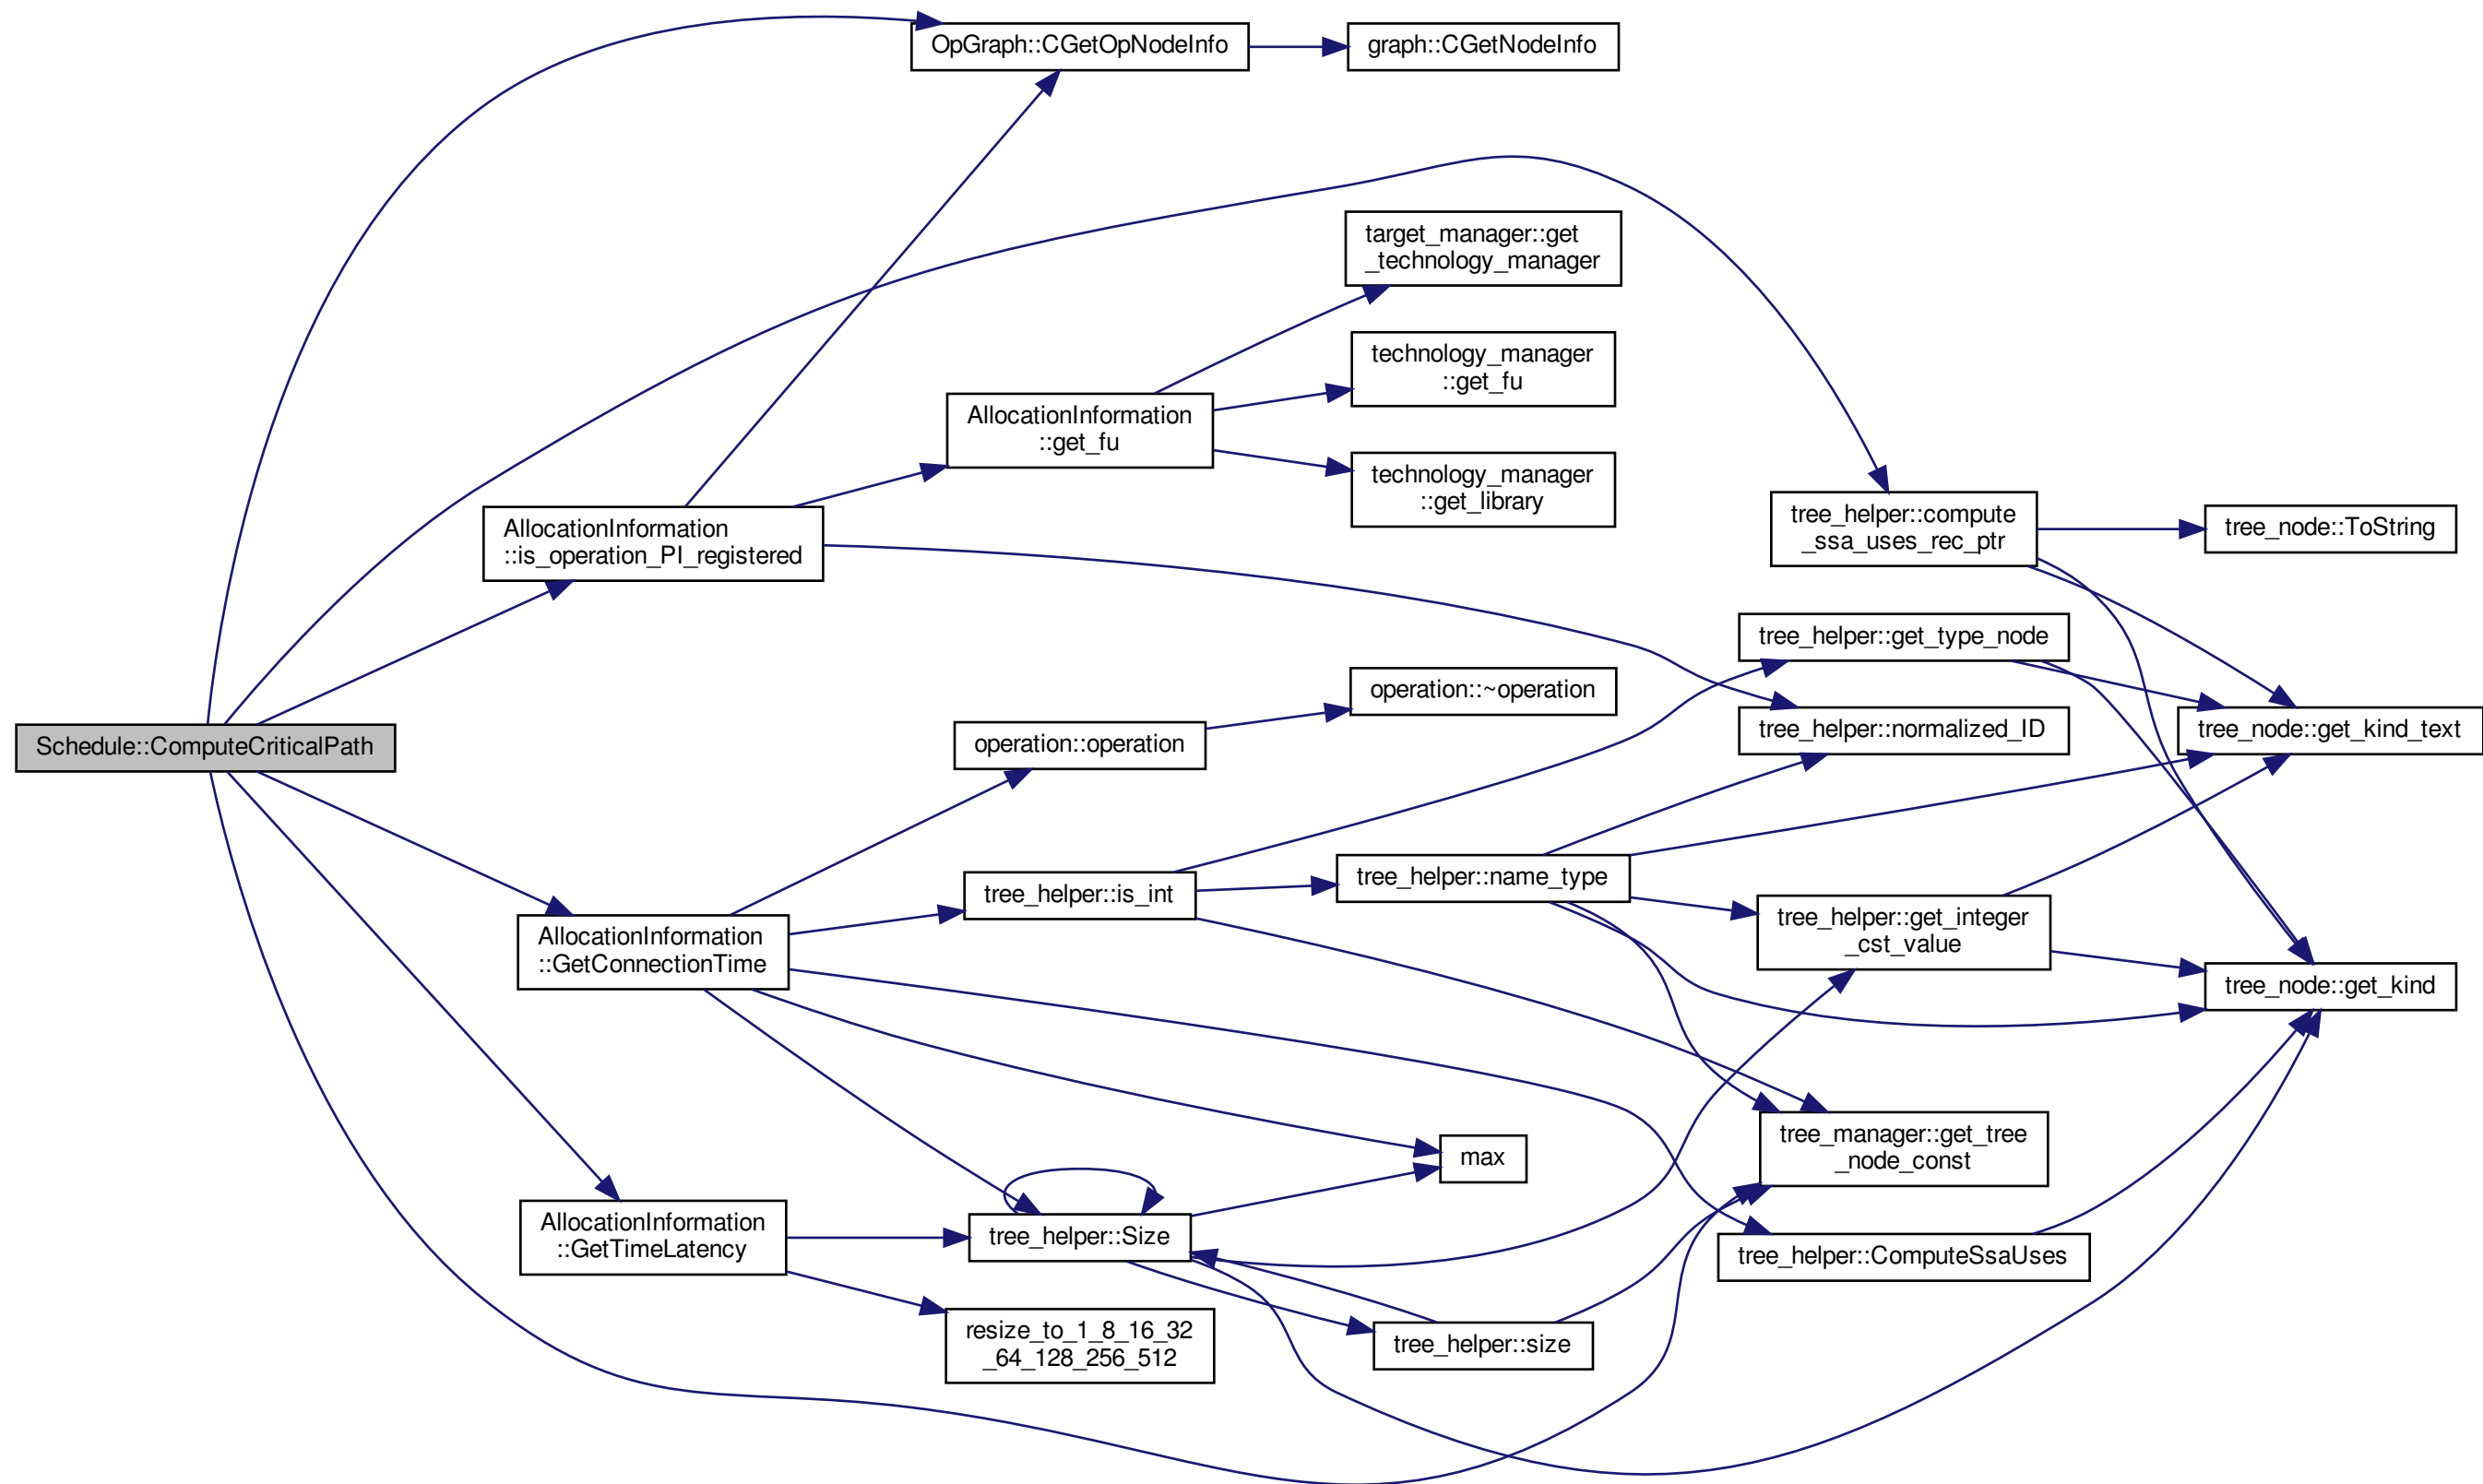 OpGraph::CGetOpNodeInfo
graph::CGetNodeInfo
target_manager::get
_technology_manager
technology_manager
::get_fu
AllocationInformation
::get_fu
technology_manager
::get_library
AllocationInformation
::is_operation_PI_registered
tree_helper::compute
_ssa_uses_rec_ptr
tree_node::ToString
tree_helper::get_type_node
operation::~operation
tree_helper::normalized_ID
tree_node::get_kind_text
Schedule::ComputeCriticalPath
operation::operation
tree_helper::is_int
tree_helper::name_type
tree_helper::get_integer
_cst_value
AllocationInformation
::GetConnectionTime
tree_node::get_kind
tree_manager::get_tree
_node_const
max
AllocationInformation
::GetTimeLatency
tree_helper::Size
tree_helper::ComputeSsaUses
resize_to_1_8_16_32
_64_128_256_512
tree_helper::size